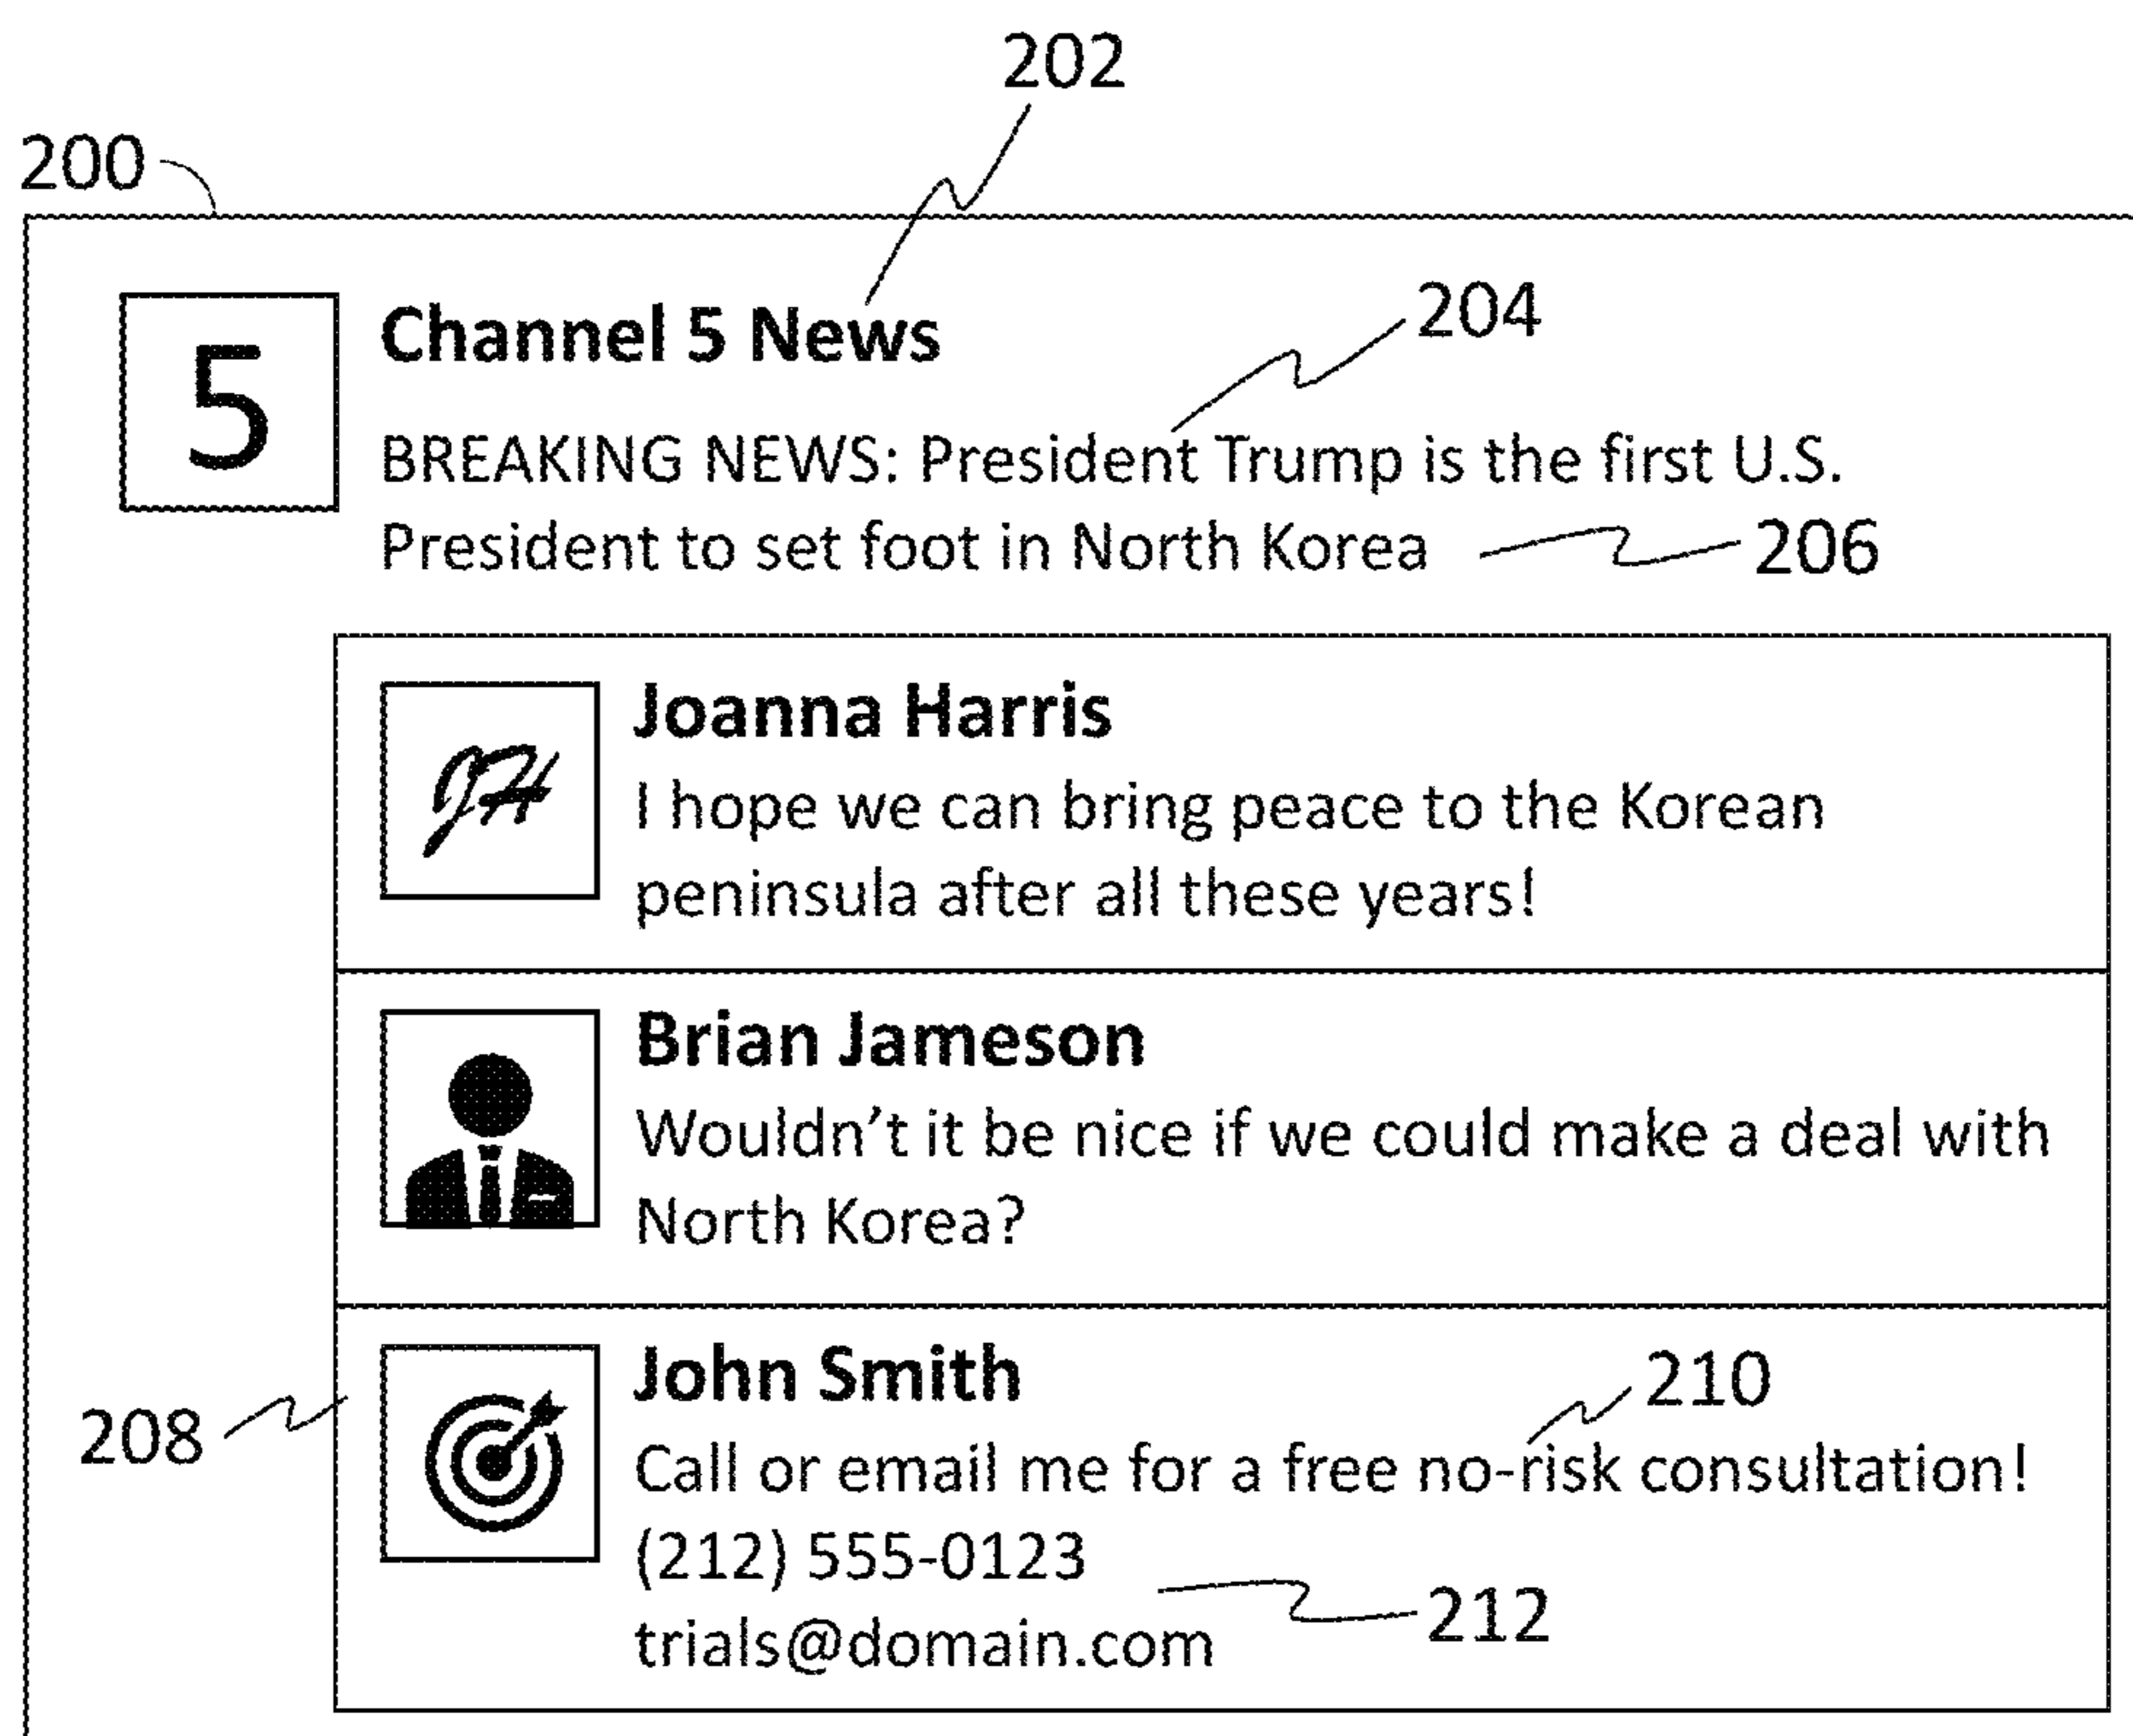 202
200
5
Channel 5 News
204
BREAKING NEWS: President Trump is the first U.S.
President to set foot in North Korea
206
JH
Joanna Harris
I hope we can bring peace to the Korean
peninsula after all these years!
Brian Jameson
Wouldn't it be nice if we could make a deal with
North Korea?
208
John Smith
210
Call or email me for a free no-risk consultation!
(212) 555-0123
212
trials@domain.com